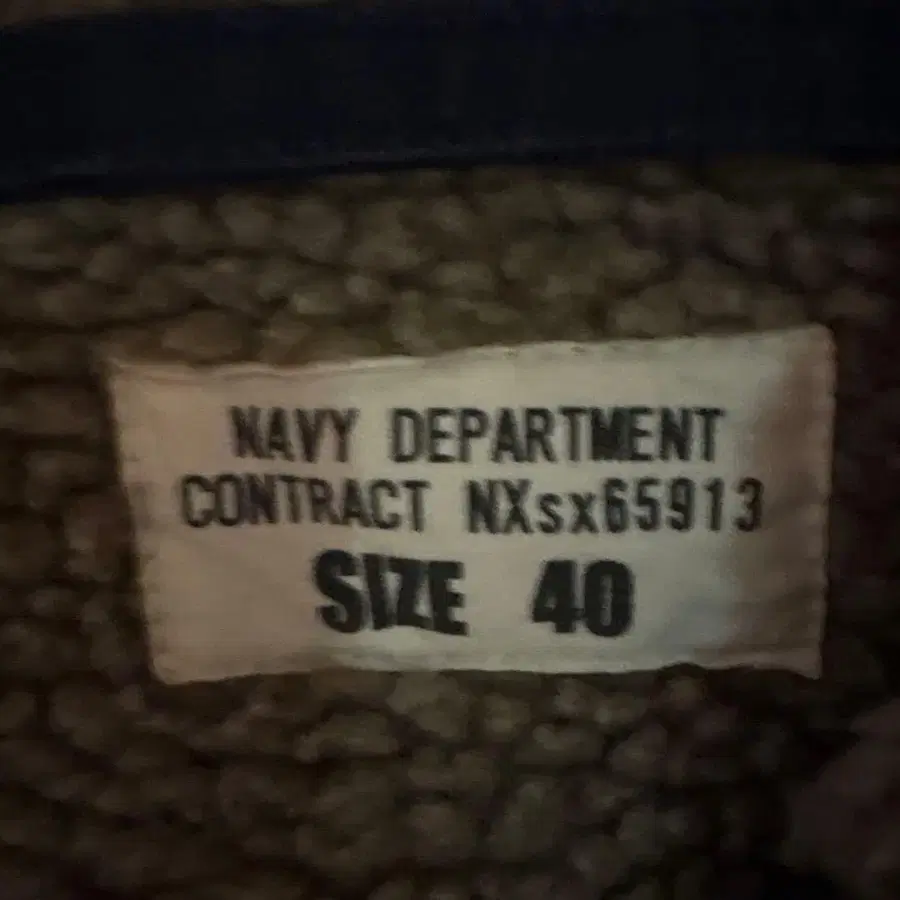 NAVY DEPARTMENT
CONTRACT NXsx65913
SIZE 40